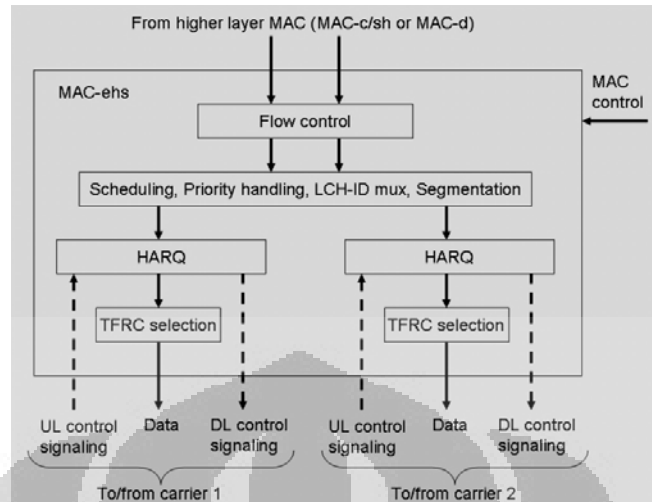 From higher layer MAC (MAC-c/sh or MAC-d)
MAC-ehs
MAC
control
Flow control
Scheduling, Priority handling, LCH-ID mux, Segmentation
HARQ
HARQ
TFRC selection
TFRC selection
UL control
signaling
Data
DL control
signaling
UL control
signaling
Data
DL control
signaling
To/from carrier 1
To/from carrier 2